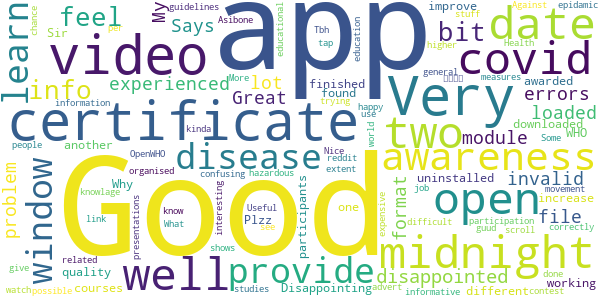 app
Good
Very
certificate
video
covid
midnight
awareness
open
well
provide
disease
two
date
window
learn
info
feel
bit
My
Says
Sir
experienced
lot
Great
guidelines
Asibone
Tbh
tap
educational
education
improve
stuff
Against
epidamic
chance
per
higher
Health
measures
general
More
finished
found
trying
happy
use
awarded
Some
errors
loaded
downloaded
WHO
module
information
people
another
kinda
OpenWHO
Nice
reddit
extent
world
problem
Why
organised
confusing
hazardous
uninstalled
invalid
increase
job
movement
knowlage
know
interesting
Useful
Plzz
participants
one
format
expensive
file
link
What
presentations
difficult
participation
correctly
related
shows
see
guud
scroll
give
quality
Disappointing
disappointed
working
watch
possible
courses
studies
advert
informative
different
contest
done